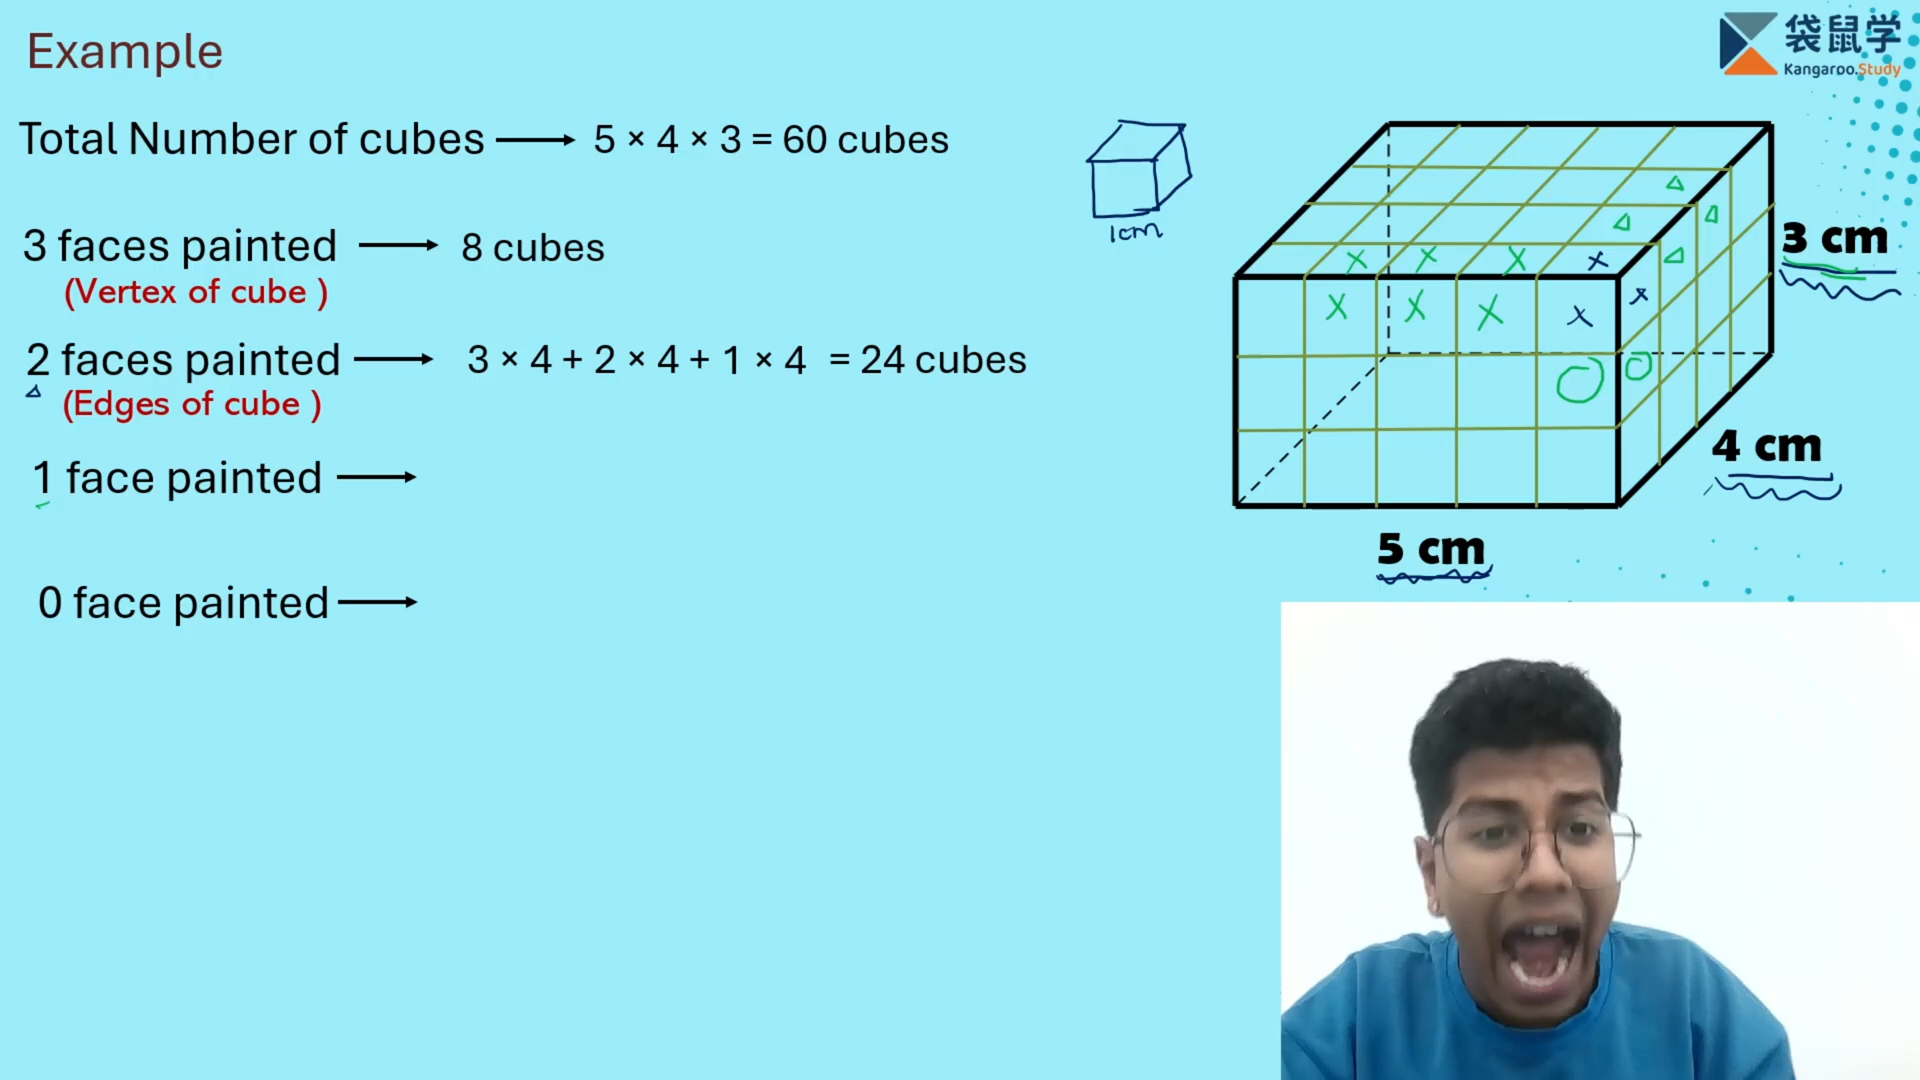 Example
袋鼠学
Kangaroo.Study
Total Number of cubes → 5 × 4 × 3 = 60 cubes
1cm
3 faces painted → 8 cubes
(Vertex of cube )
3 cm
2 faces painted → 3 × 4 + 2 × 4 + 1 × 4 = 24 cubes
(Edges of cube )
1 face painted →
4 cm
5 cm
0 face painted →